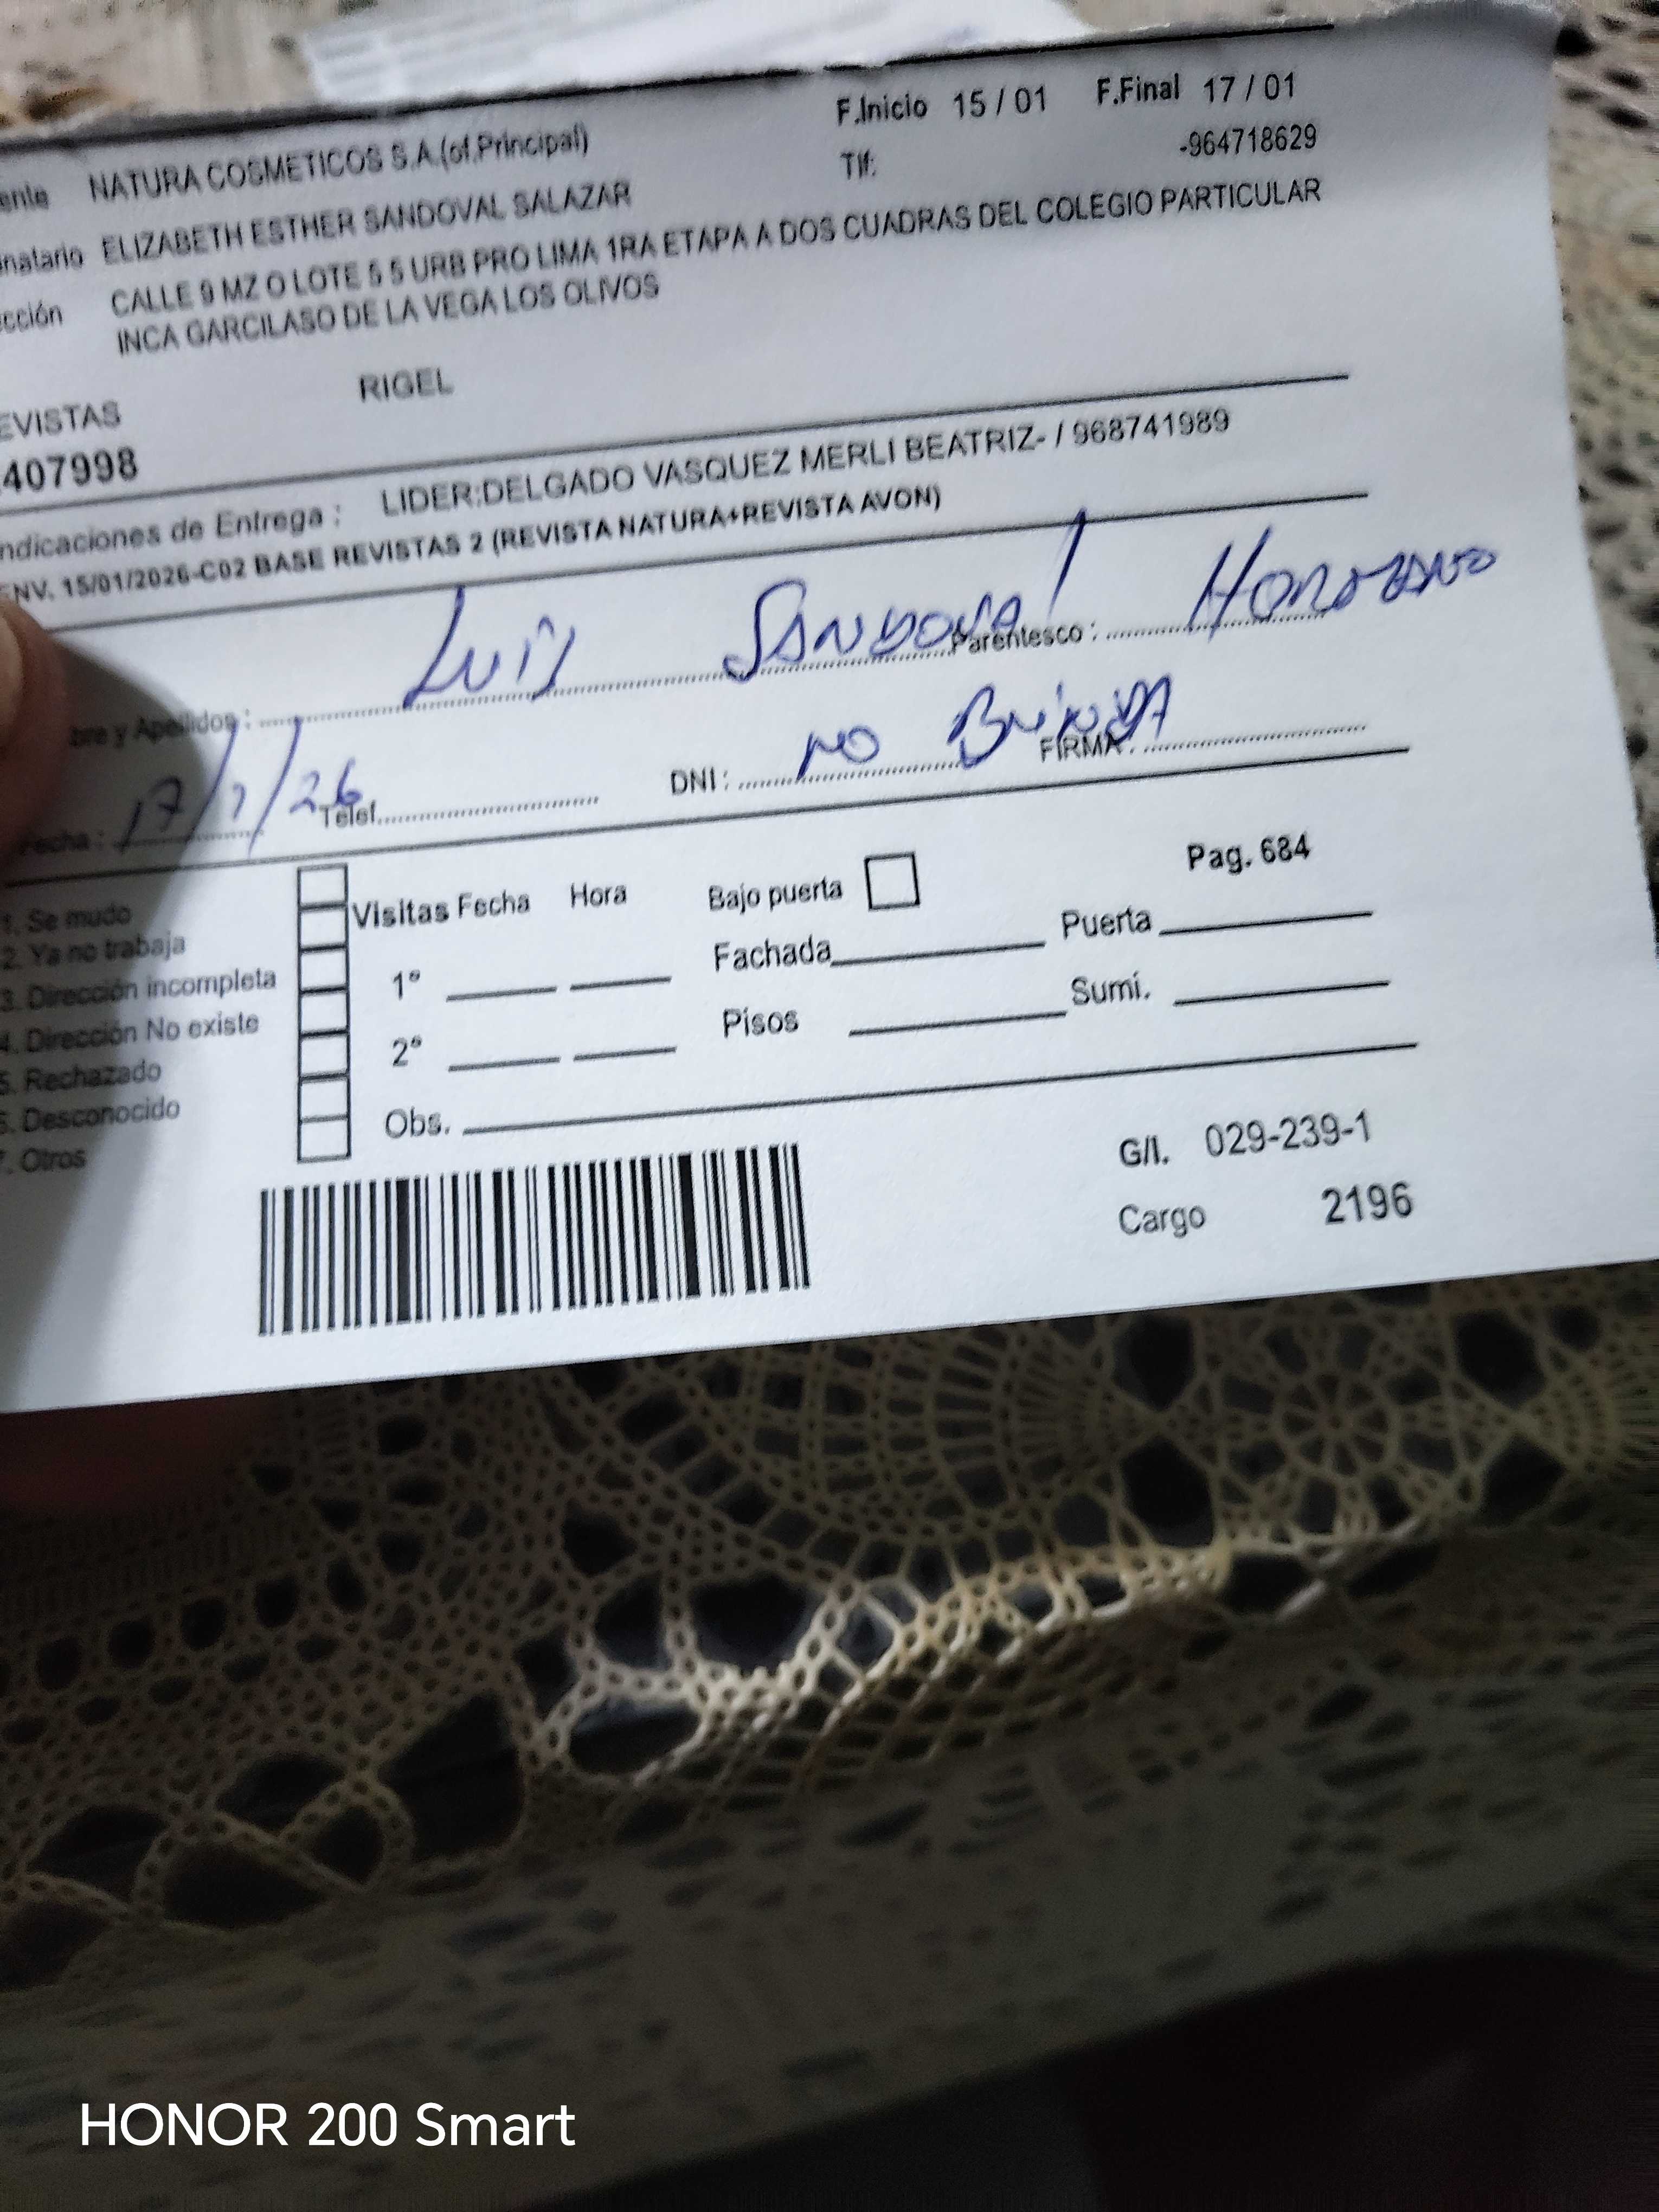 F.Inicio 15 / 01 F.Final 17 / 01
ente NATURA COSMETICOS S.A.(of.Principal)
Tlf: -964718629
natario ELIZABETH ESTHER SANDOVAL SALAZAR
cción CALLE 9 MZ O LOTE 5 5 URB PRO LIMA 1RA ETAPA A DOS CUADRAS DEL COLEGIO PARTICULAR
INCA GARCILASO DE LA VEGA LOS OLIVOS
EVISTAS RIGEL
407998
ndicaciones de Entrega : LIDER:DELGADO VASQUEZ MERLI BEATRIZ- / 968741989
ENV. 15/01/2026-C02 BASE REVISTAS 2 (REVISTA NATURA+REVISTA AVON)
bre y Apellidos : Luis Sandoval Parentesco :
Fecha : 17/1/26 Telef. DNI : no Brinda FIRMA :
Pag. 684
1. Se mudo
2. Ya no trabaja
3. Dirección incompleta
4. Dirección No existe
5. Rechazado
6. Desconocido
7. Otros
Visitas Fecha Hora
1°
2°
Obs.
Bajo puerta
Fachada Puerta
Pisos Sumi.
G/I. 029-239-1
Cargo 2196
HONOR 200 Smart